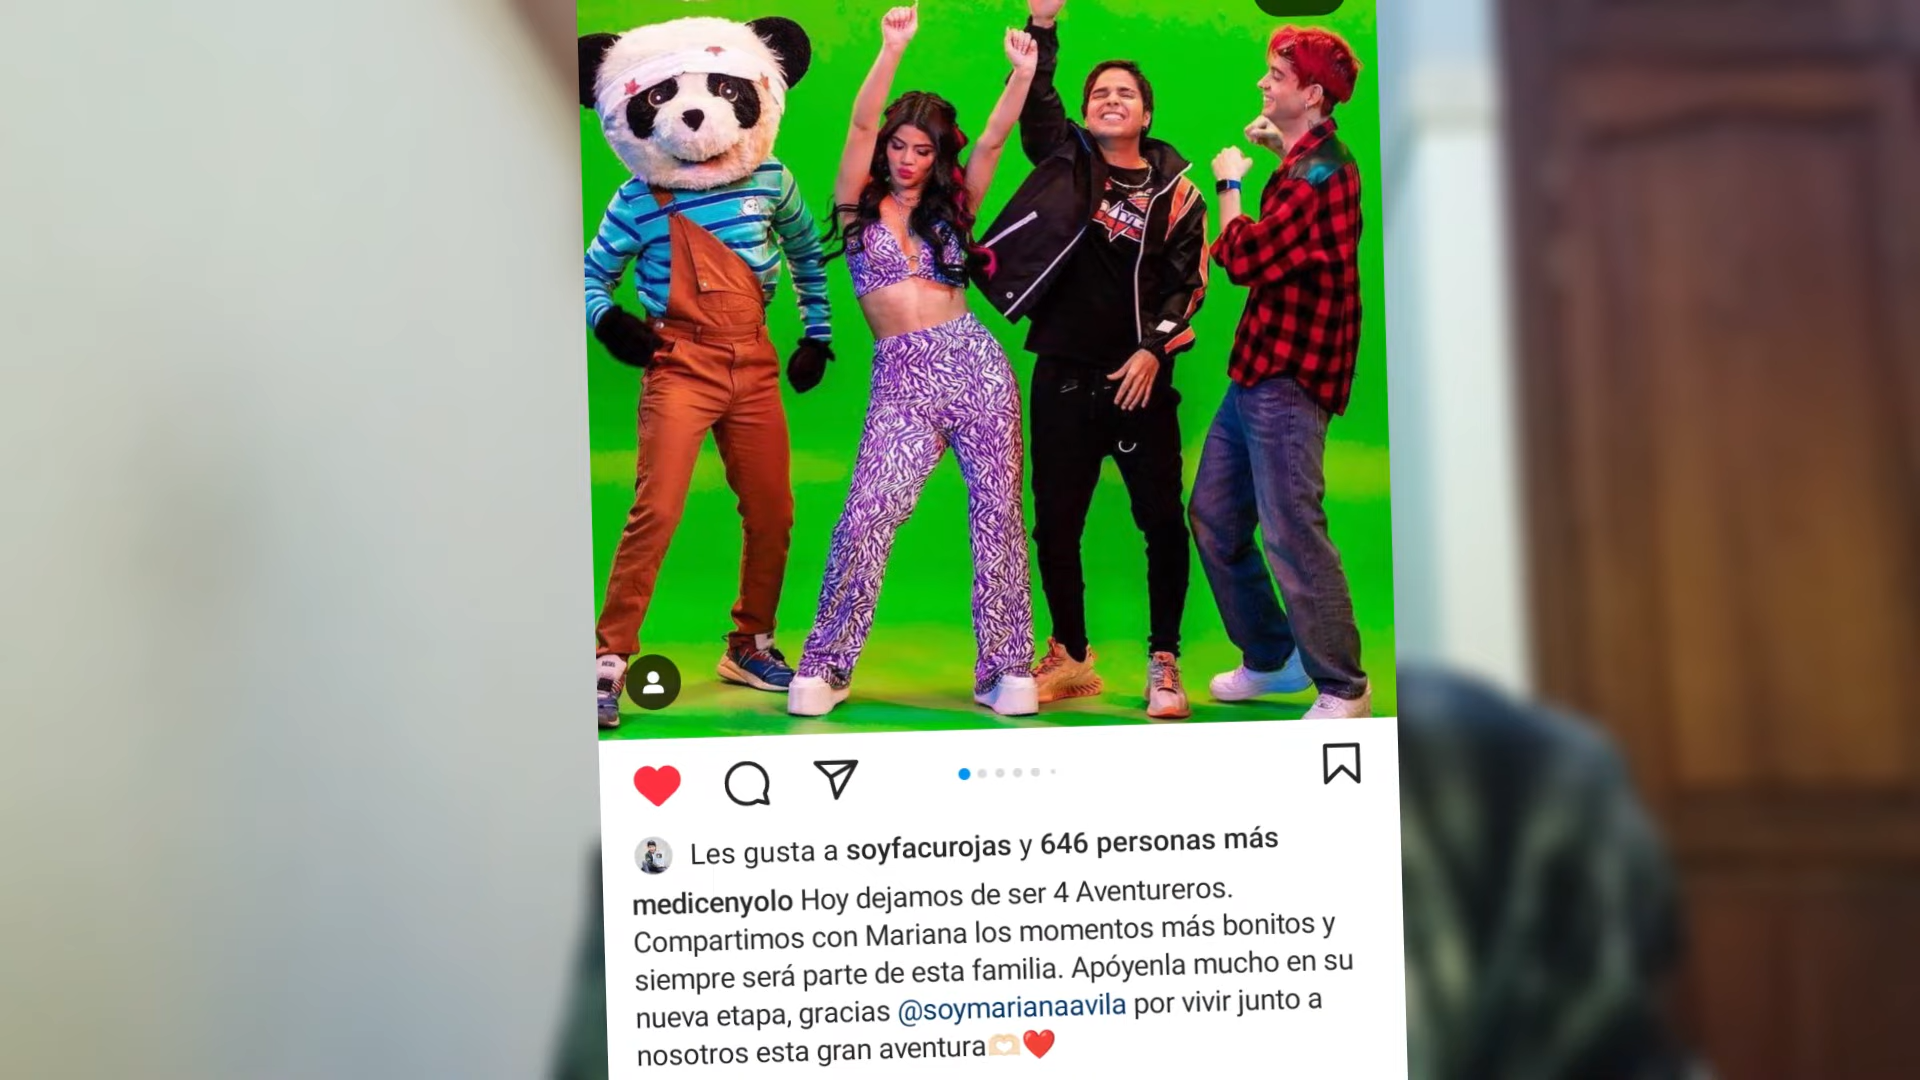 Les gusta a soyfacurojas y 646 personas más
medicenyolo Hoy dejamos de ser 4 Aventureros.
Compartimos con Mariana los momentos más bonitos y
siempre será parte de esta familia. Apóyenla mucho en su
nueva etapa, gracias @soymarianaavila por vivir junto a
nosotros esta gran aventura🫶🏻❤️